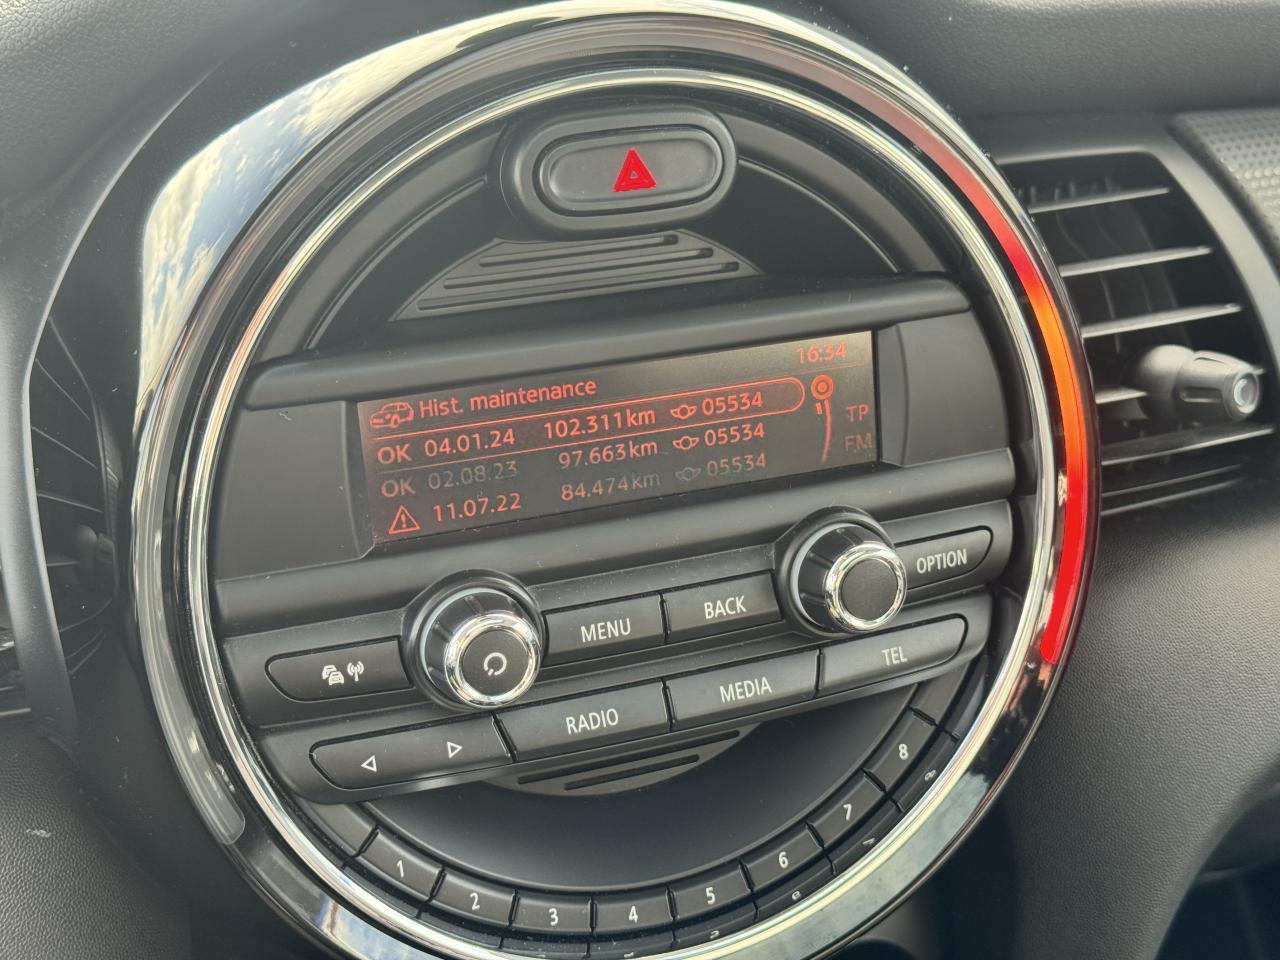 16:34
Hist. maintenance
OK 04.01.24 102.311km 05534
OK 02.08.23 97.663km 05534
11.07.22 84.474km 05534
TP
FM
MENU
BACK
OPTION
RADIO
MEDIA
TEL
1
2
3
4
5
6
7
8